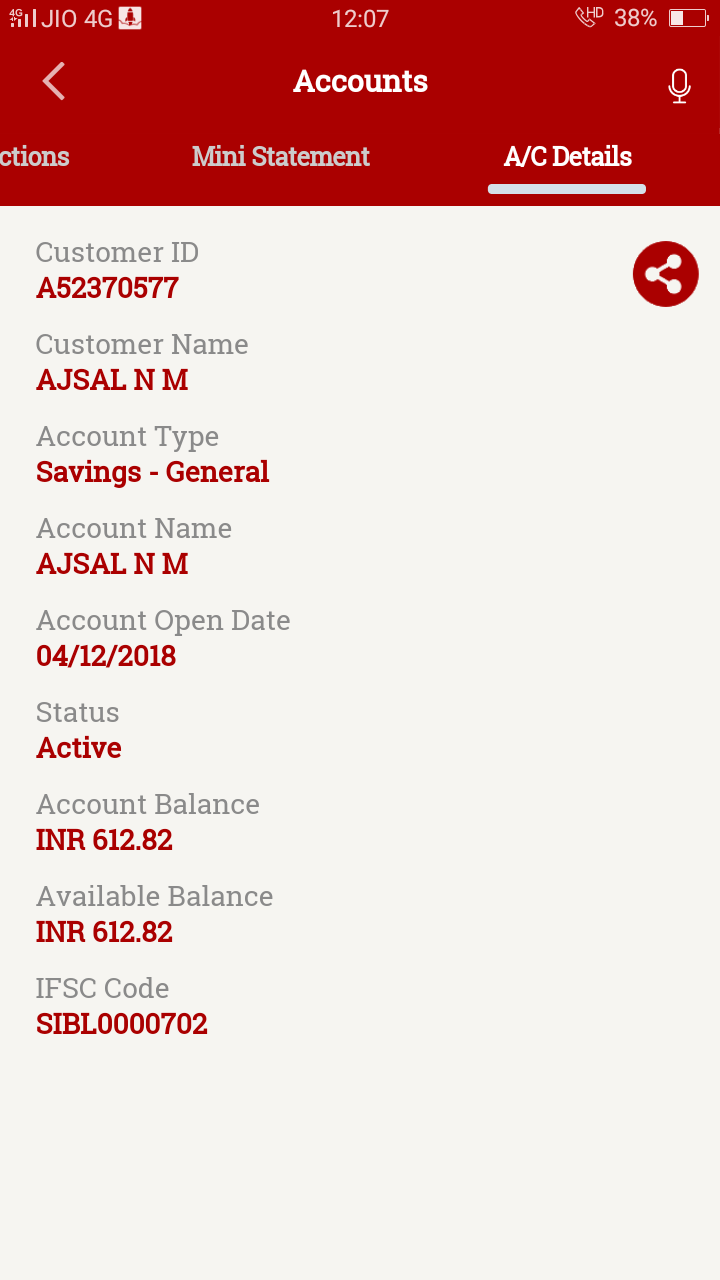 4G JIO 4G 12:07 HD 38%
Accounts
ctions Mini Statement A/C Details
Customer ID
A52370577
Customer Name
AJSAL N M
Account Type
Savings - General
Account Name
AJSAL N M
Account Open Date
04/12/2018
Status
Active
Account Balance
INR 612.82
Available Balance
INR 612.82
IFSC Code
SIBL0000702